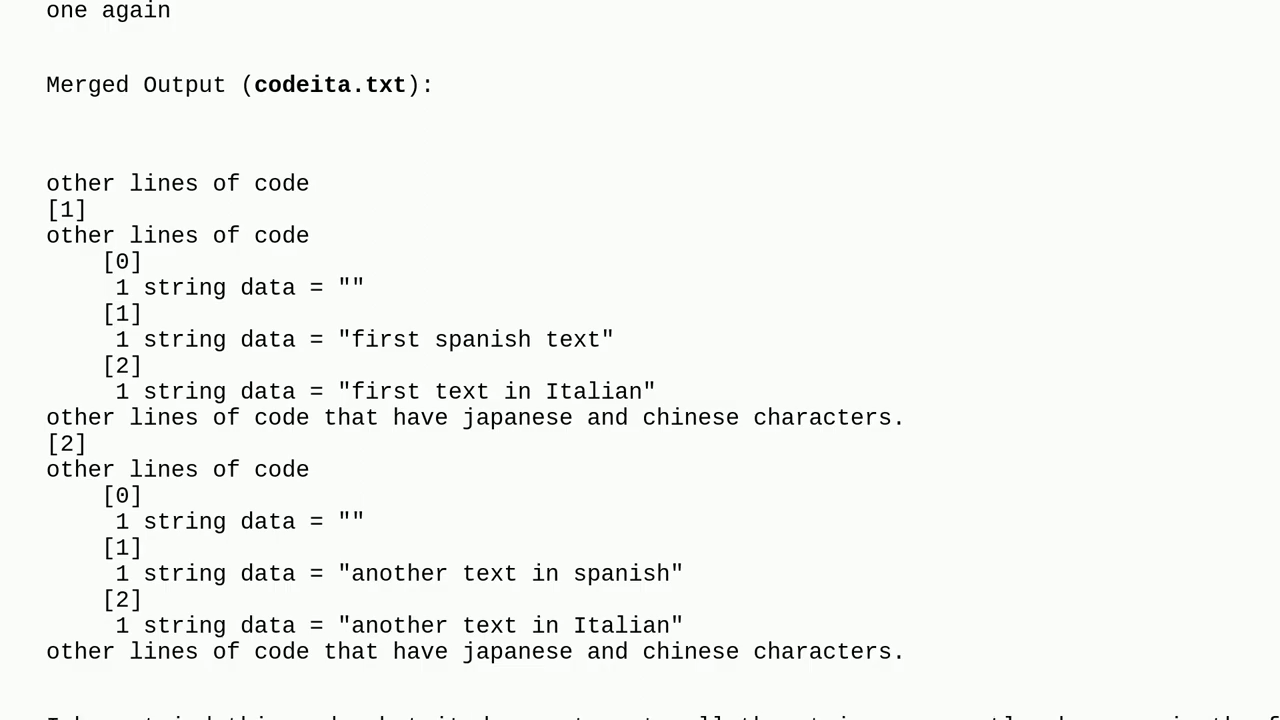 one again
Merged Output (codeita.txt):
other lines of code
[1]
other lines of code
    [0]
     1 string data = ""
    [1]
     1 string data = "first spanish text"
    [2]
     1 string data = "first text in Italian"
other lines of code that have japanese and chinese characters.
[2]
other lines of code
    [0]
     1 string data = ""
    [1]
     1 string data = "another text in spanish"
    [2]
     1 string data = "another text in Italian"
other lines of code that have japanese and chinese characters.